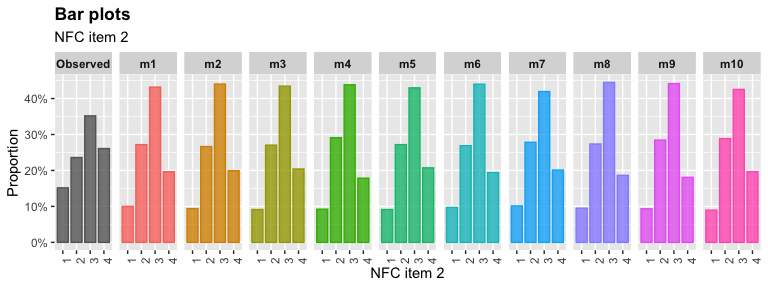 Bar plots
NFC item 2
Observed m1 m2 m3 m4 m5 m6 m7 m8 m9 m10
Proportion
40%
30%
20%
10%
0%
1 2 3 4 1 2 3 4 1 2 3 4 1 2 3 4 1 2 3 4 1 2 3 4 1 2 3 4 1 2 3 4 1 2 3 4 1 2 3 4 1 2 3 4
NFC item 2